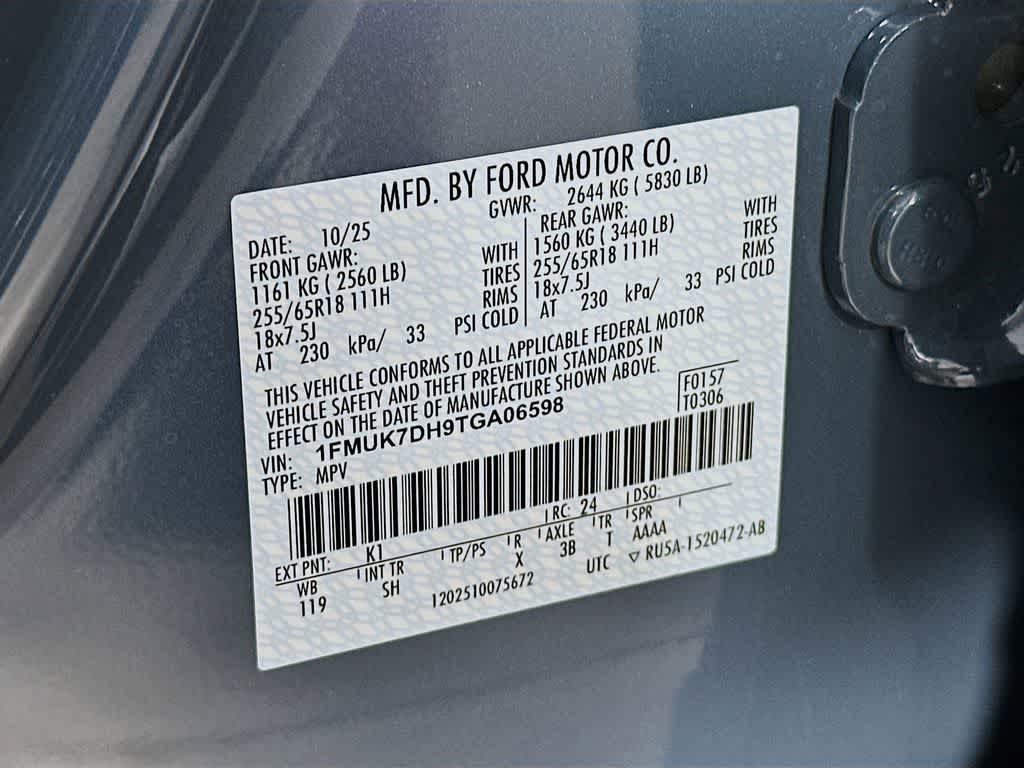 MFD. BY FORD MOTOR CO.
DATE: 10/25 GVWR: 2644 KG ( 5830 LB)
FRONT GAWR: REAR GAWR:
1161 KG ( 2560 LB) WITH 1560 KG ( 3440 LB) WITH
255/65R18 111H TIRES 255/65R18 111H TIRES
18x7.5J RIMS 18x7.5J RIMS
AT 230 kPa/ 33 PSI COLD AT 230 kPa/ 33 PSI COLD
THIS VEHICLE CONFORMS TO ALL APPLICABLE FEDERAL MOTOR
VEHICLE SAFETY AND THEFT PREVENTION STANDARDS IN
EFFECT ON THE DATE OF MANUFACTURE SHOWN ABOVE.
VIN: 1FMUK7DH9TGA06598 F0157
TYPE: MPV T0306
EXT PNT: K1 RC: 24 DSO:
WB INT TR TP/PS R AXLE TR SPR
119 SH X 3B T AAAA
1202510075672 UTC ▽ RU5A-1520472-AB